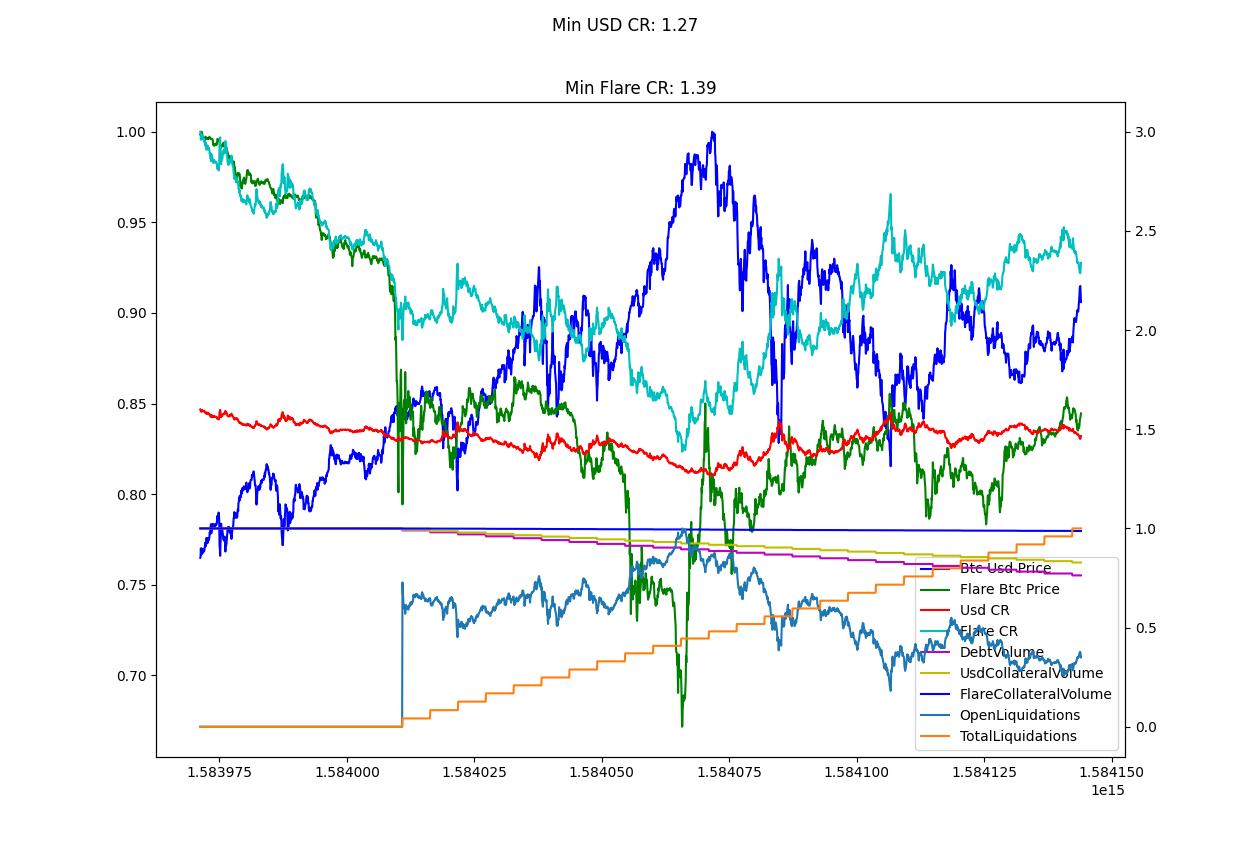 Min USD CR: 1.27
Min Flare CR: 1.39
1.00
0.95
0.90
0.85
0.80
0.75
0.70
3.0
2.5
2.0
1.5
1.0
0.5
0.0
Btc Usd Price
Flare Btc Price
Usd CR
Flare CR
DebtVolume
UsdCollateralVolume
FlareCollateralVolume
OpenLiquidations
TotalLiquidations
1.583975 1.584000 1.584025 1.584050 1.584075 1.584100 1.584125 1.584150
1e15